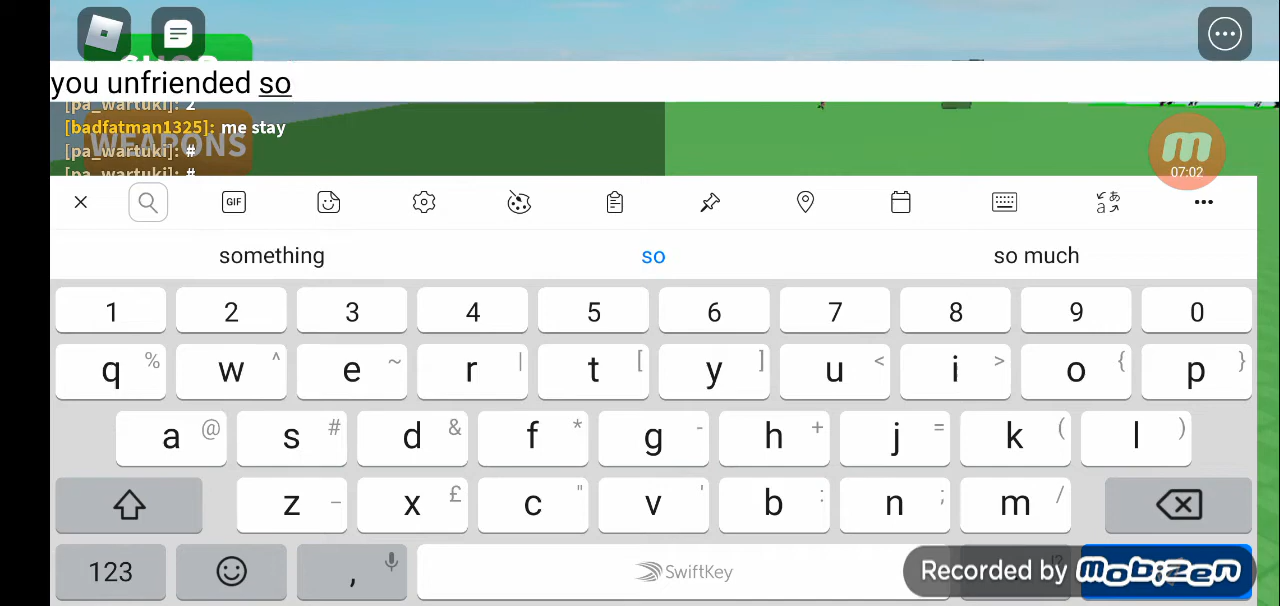 you unfriended so
[pa_wartuki]: 2
[badfatman1325]: me stay
WEAPONS
[pa_wartuki]: #
[pa_wartuki]: #
07:02
GIF
something so so much
1 2 3 4 5 6 7 8 9 0
q % w ^ e ~ r | t [ y ] u < i > o { p }
a @ s # d & f * g - h + j = k ( l )
z _ x £ c " v ' b : n ; m /
123 , SwiftKey
Recorded by mobizen